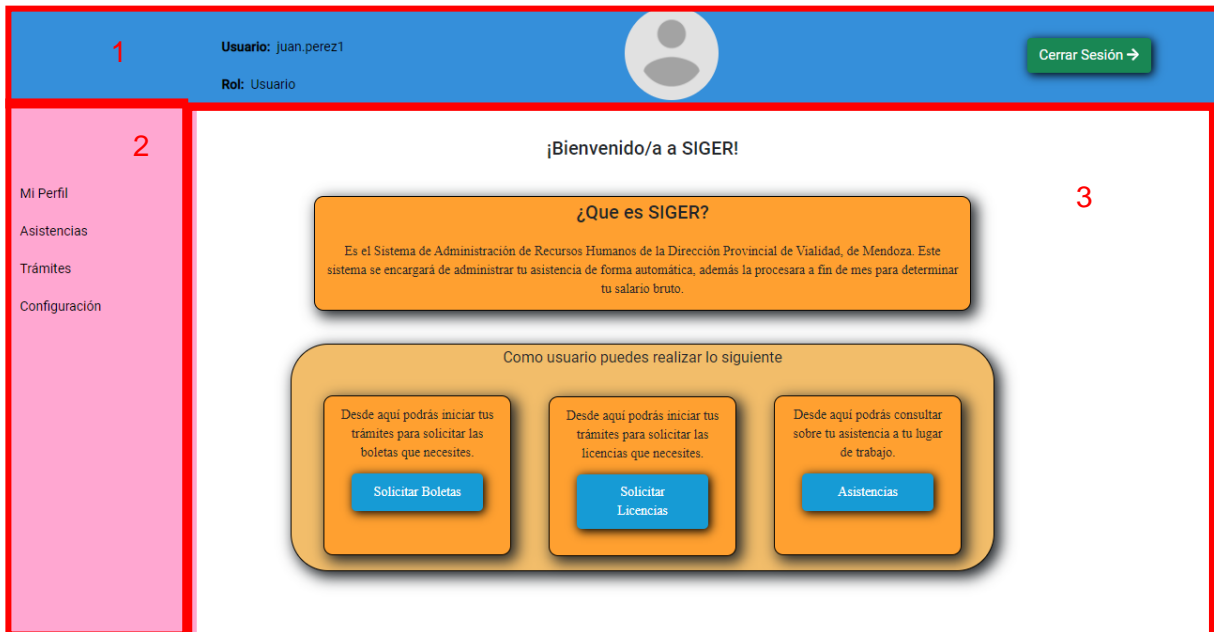 1
Usuario: juan.perez1
Rol: Usuario
Cerrar Sesión
2
Mi Perfil
Asistencias
Trámites
Configuración
3
¡Bienvenido/a a SIGER!
¿Que es SIGER?
Es el Sistema de Administración de Recursos Humanos de la Dirección Provincial de Vialidad, de Mendoza. Este
sistema se encargará de administrar tu asistencia de forma automática, además la procesara a fin de mes para determinar
tu salario bruto.
Como usuario puedes realizar lo siguiente
Desde aquí podrás iniciar tus
trámites para solicitar las
boletas que necesites.
Solicitar Boletas
Desde aquí podrás iniciar tus
trámites para solicitar las
licencias que necesites.
Solicitar
Licencias
Desde aquí podrás consultar
sobre tu asistencia a tu lugar
de trabajo.
Asistencias